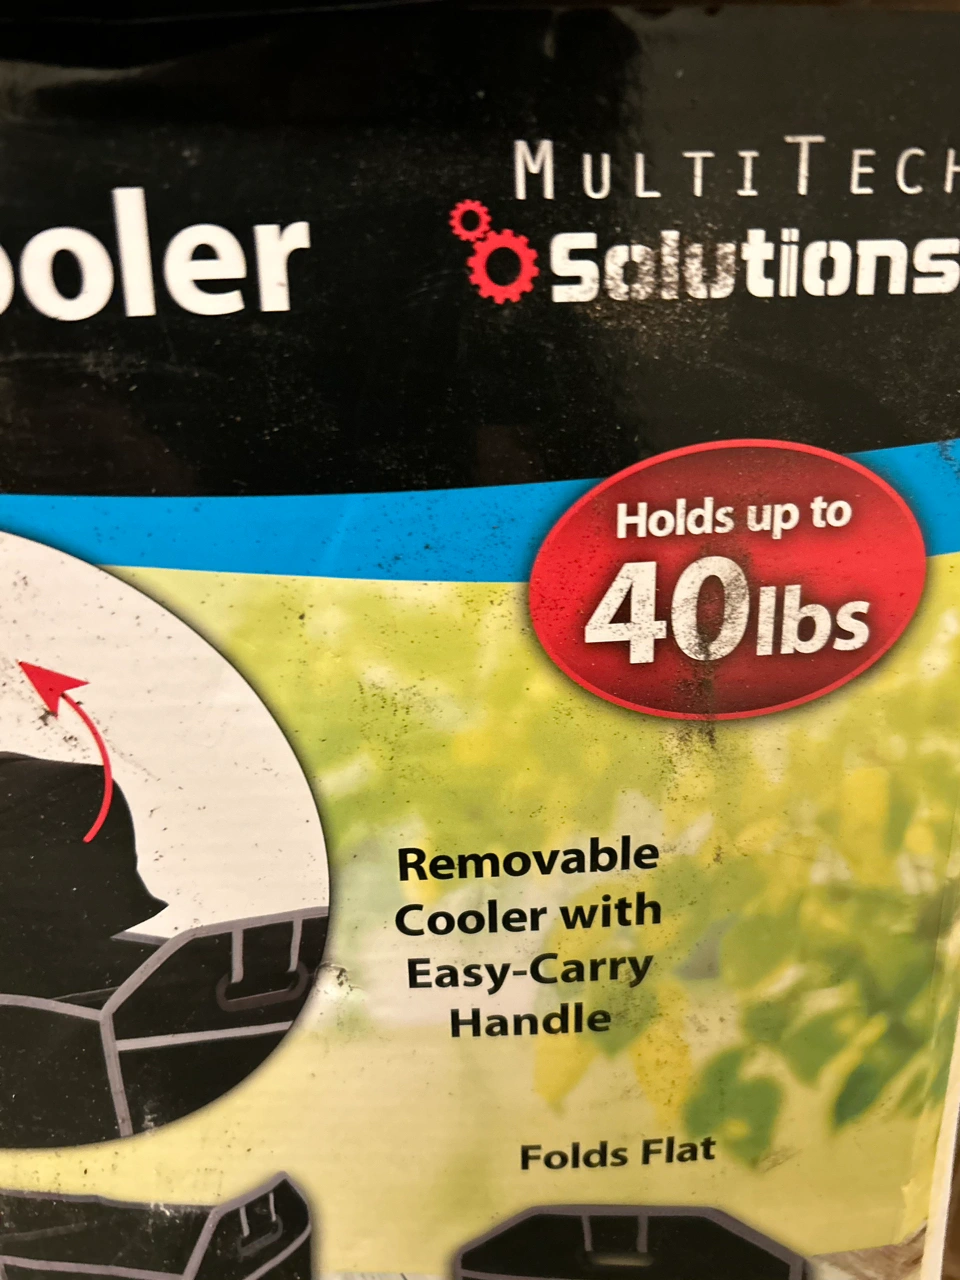 ooler
MULTITECH
Solutions
Holds up to
40lbs
Removable
Cooler with
Easy-Carry
Handle
Folds Flat